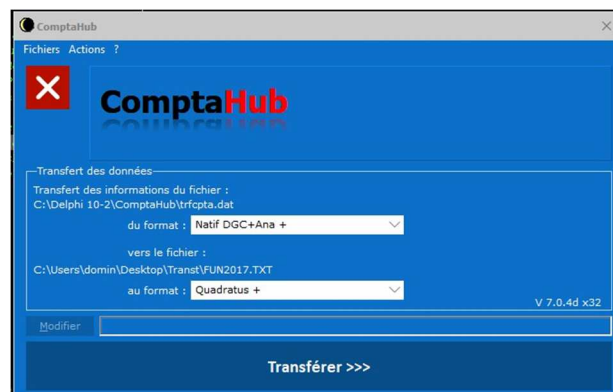 ComptaHub
Fichiers Actions ?
ComptaHub
Transfert des données
Transfert des informations du fichier :
C:\Delphi 10-2\ComptaHub\trfcpta.dat
du format : Natif DGC+Ana +
vers le fichier :
C:\Users\domin\Desktop\Transt\FUN2017.TXT
au format : Quadratus +
V 7.0.4d x32
Modifier
Transférer >>>